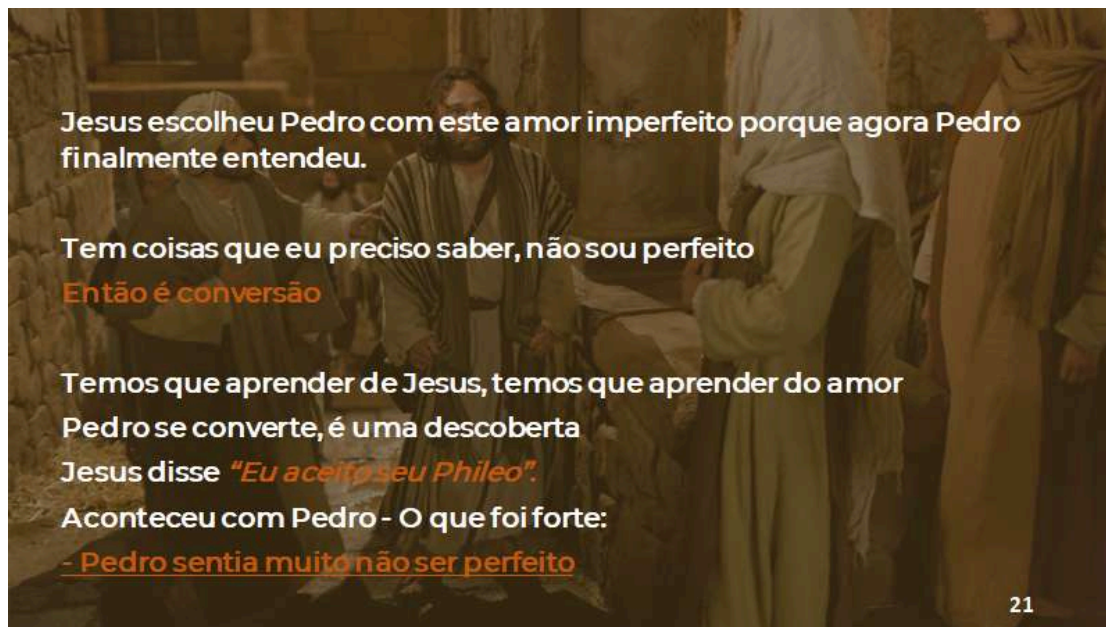 Jesus escolheu Pedro com este amor imperfeito porque agora Pedro
finalmente entendeu.
Tem coisas que eu preciso saber, não sou perfeito
Então é conversão
Temos que aprender de Jesus, temos que aprender do amor
Pedro se converte, é uma descoberta
Jesus disse “Eu aceito seu Phileo”.
Aconteceu com Pedro - O que foi forte:
- Pedro sentia muito não ser perfeito
21